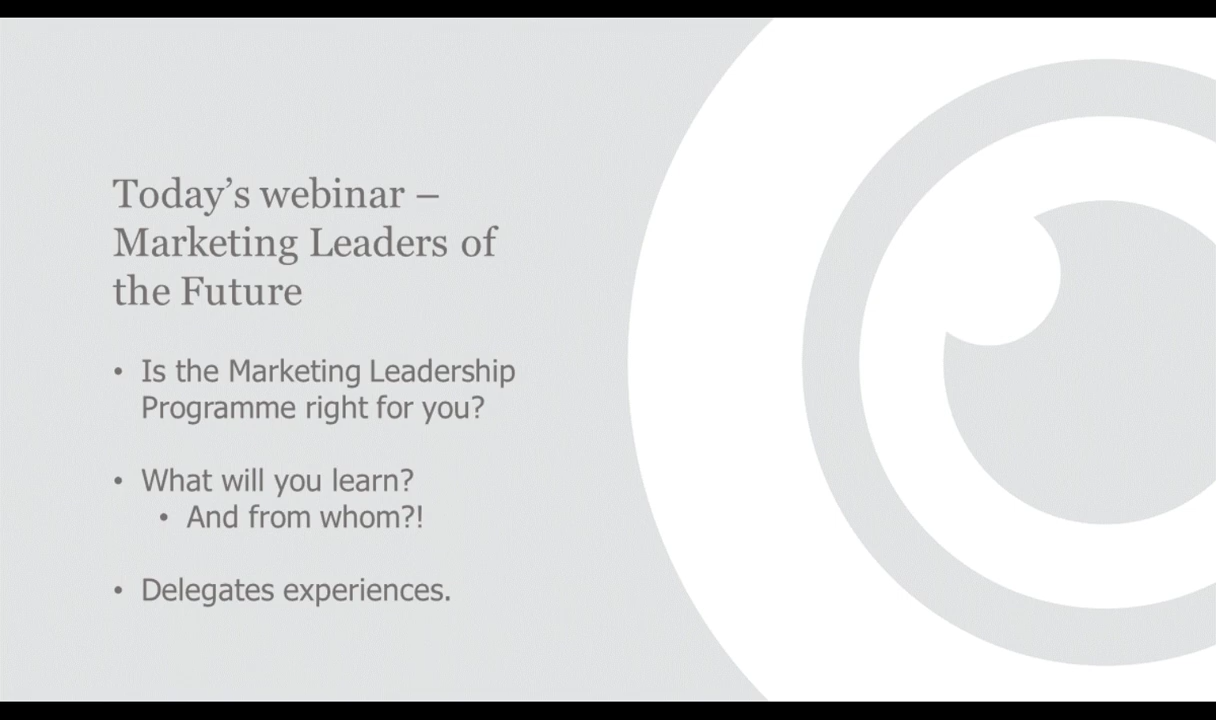 Today’s webinar –
Marketing Leaders of
the Future
• Is the Marketing Leadership
Programme right for you?
• What will you learn?
• And from whom?!
• Delegates experiences.